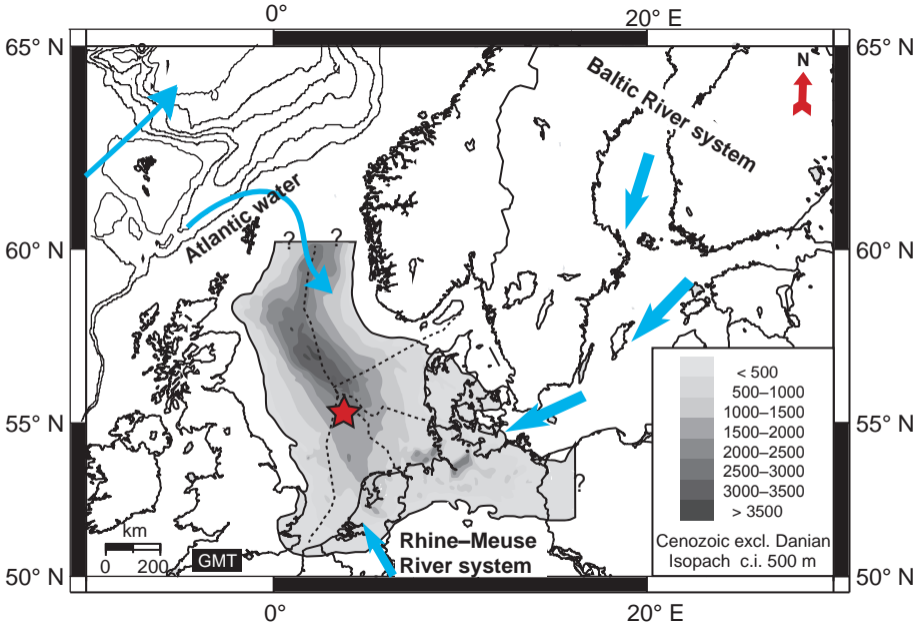 0°
20° E
65° N
65° N
N
Baltic River system
Atlantic water
?
?
60° N
60° N
< 500
500–1000
1000–1500
1500–2000
2000–2500
2500–3000
3000–3500
> 3500
Cenozoic excl. Danian
Isopach c.i. 500 m
55° N
55° N
?
km
0 200
GMT
Rhine–Meuse
River system
50° N
50° N
0°
20° E